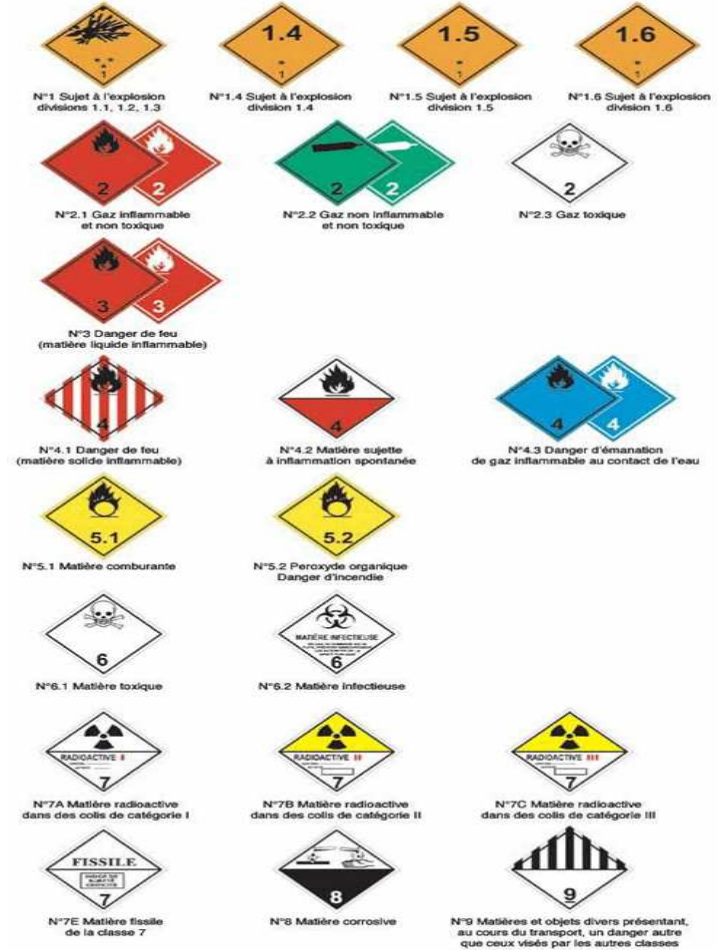 1
1.4
1
1.5
1
1.6
1
N°1 Sujet à l'explosion
divisions 1.1, 1.2, 1.3
N°1.4 Sujet à l'explosion
division 1.4
N°1.5 Sujet à l'explosion
division 1.5
N°1.6 Sujet à l'explosion
division 1.6
2
2
2
2
2
N°2.1 Gaz inflammable
et non toxique
N°2.2 Gaz non inflammable
et non toxique
N°2.3 Gaz toxique
3
3
N°3 Danger de feu
(matière liquide inflammable)
4
4
4
4
N°4.1 Danger de feu
(matière solide inflammable)
N°4.2 Matière sujette
à inflammation spontanée
N°4.3 Danger d'émanation
de gaz inflammable au contact de l'eau
5.1
5.2
N°5.1 Matière comburante
N°5.2 Peroxyde organique
Danger d'incendie
6
MATIÈRE INFECTIEUSE
6
N°6.1 Matière toxique
N°6.2 Matière infectieuse
RADIOACTIVE I
7
RADIOACTIVE II
7
RADIOACTIVE III
7
N°7A Matière radioactive
dans des colis de catégorie I
N°7B Matière radioactive
dans des colis de catégorie II
N°7C Matière radioactive
dans des colis de catégorie III
FISSILE
7
8
9
N°7E Matière fissile
de la classe 7
N°8 Matière corrosive
N°9 Matières et objets divers présentant,
au cours du transport, un danger autre
que ceux visés par les autres classes